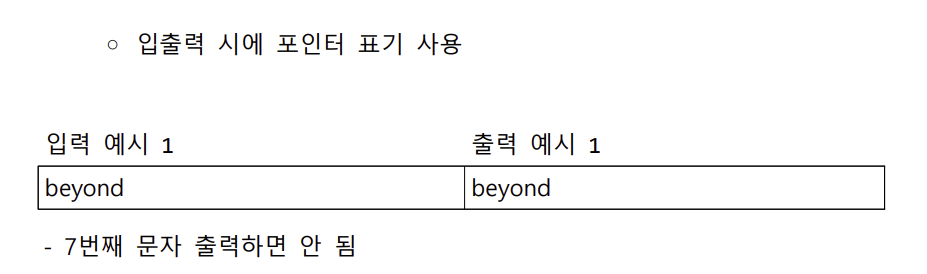 ○ 입출력 시에 포인터 표기 사용
입력 예시 1 출력 예시 1
beyond beyond
- 7번째 문자 출력하면 안 됨